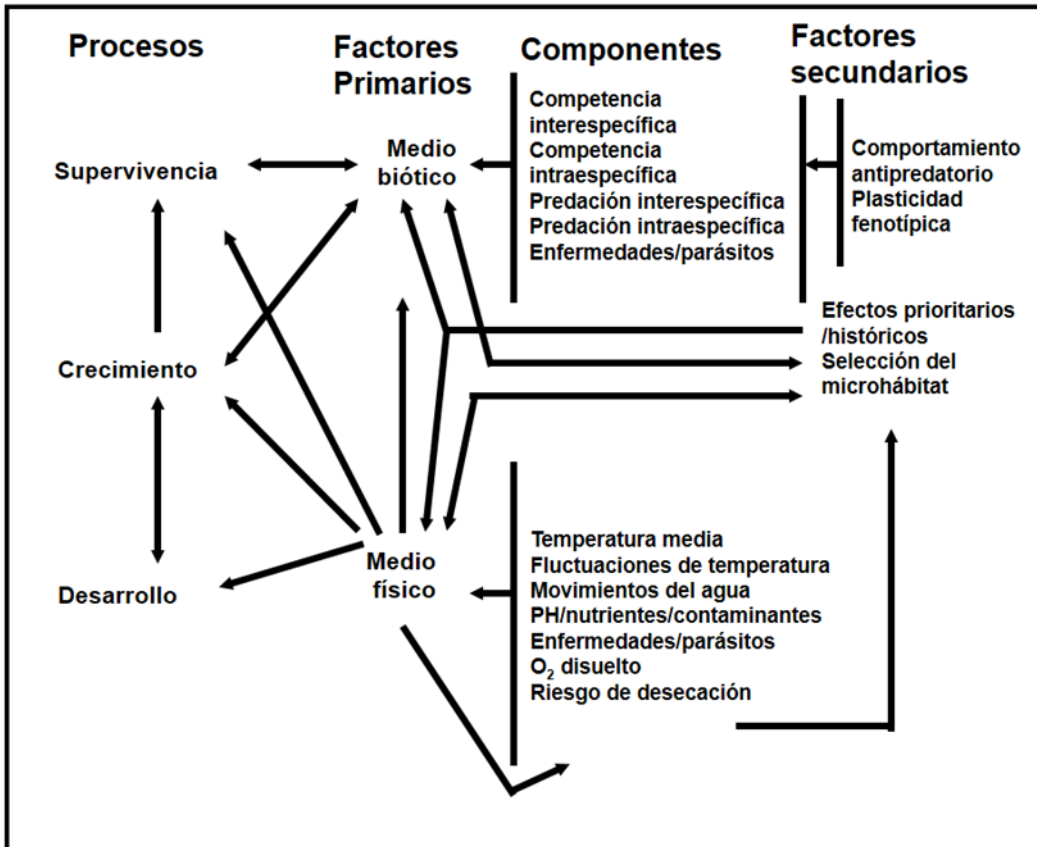 Procesos
Factores
Primarios
Componentes
Factores
secundarios
Supervivencia
Crecimiento
Desarrollo
Medio
biótico
Medio
físico
Competencia
interespecífica
Competencia
intraespecífica
Predación interespecífica
Predación intraespecífica
Enfermedades/parásitos
Temperatura media
Fluctuaciones de temperatura
Movimientos del agua
PH/nutrientes/contaminantes
Enfermedades/parásitos
O₂ disuelto
Riesgo de desecación
Comportamiento
antipredatorio
Plasticidad
fenotípica
Efectos prioritarios
/históricos
Selección del
microhábitat